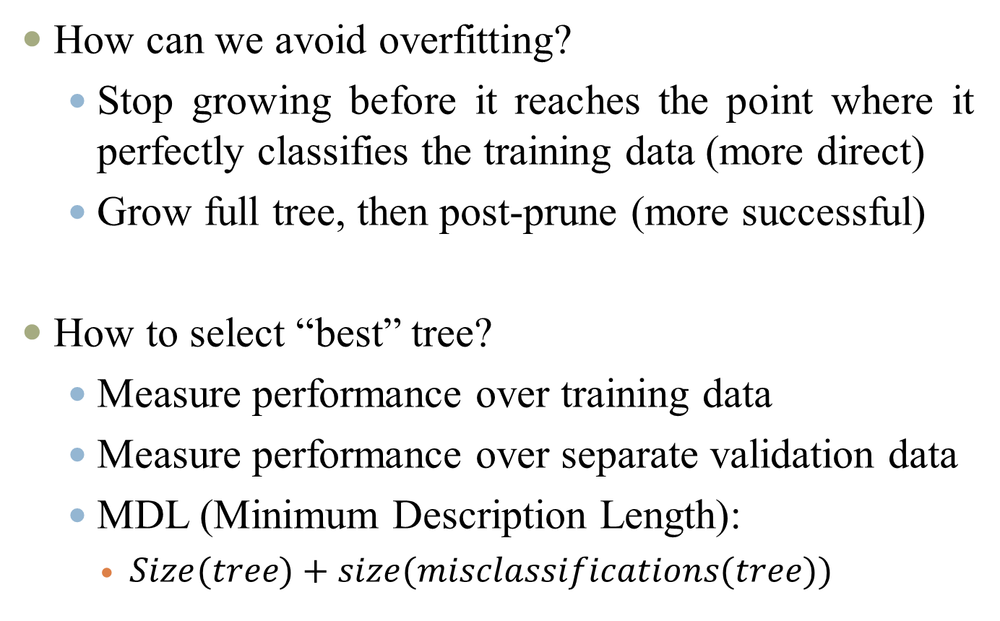 • How can we avoid overfitting?
• Stop growing before it reaches the point where it
perfectly classifies the training data (more direct)
• Grow full tree, then post-prune (more successful)
• How to select “best” tree?
• Measure performance over training data
• Measure performance over separate validation data
• MDL (Minimum Description Length):
• Size(tree) + size(misclassifications(tree))